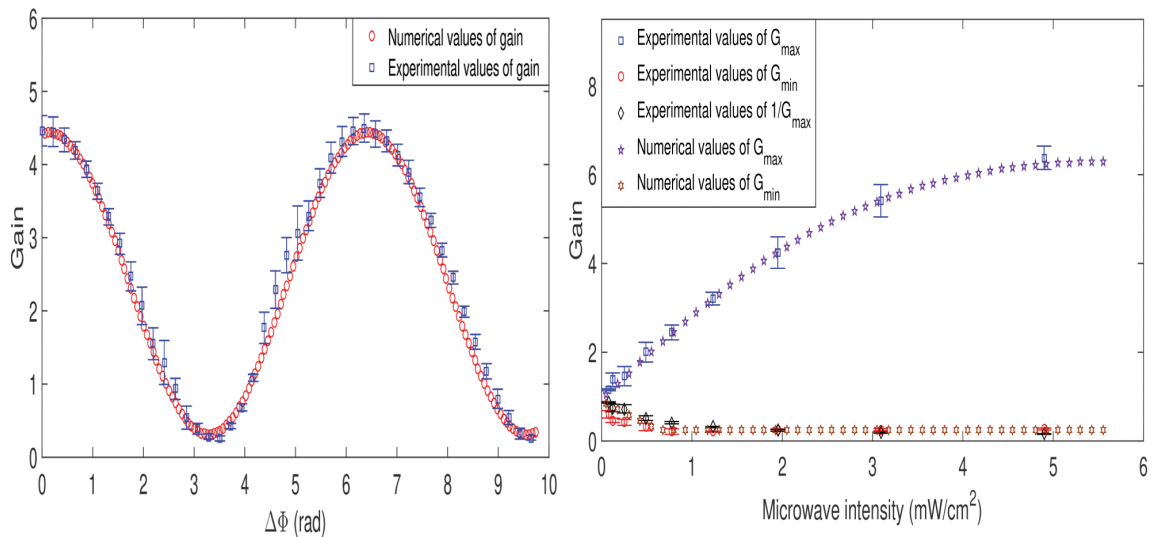 6
5
4
3
2
1
0
Gain
Numerical values of gain
Experimental values of gain
0 1 2 3 4 5 6 7 8 9 10
ΔΦ (rad)
8
6
4
2
0
Gain
Experimental values of G_max
Experimental values of G_min
Experimental values of 1/G_max
Numerical values of G_max
Numerical values of G_min
0 1 2 3 4 5 6
Microwave intensity (mW/cm²)